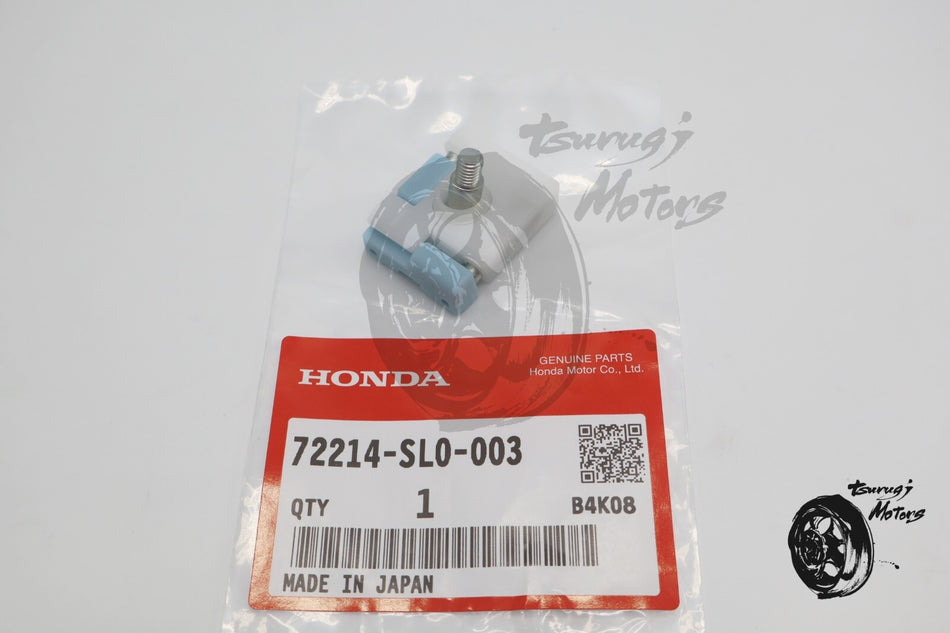 Tsurugi
Motors
GENUINE PARTS
HONDA
Honda Motor Co., Ltd.
72214-SL0-003
QTY 1 B4K08
MADE IN JAPAN
Tsurugi
Motors